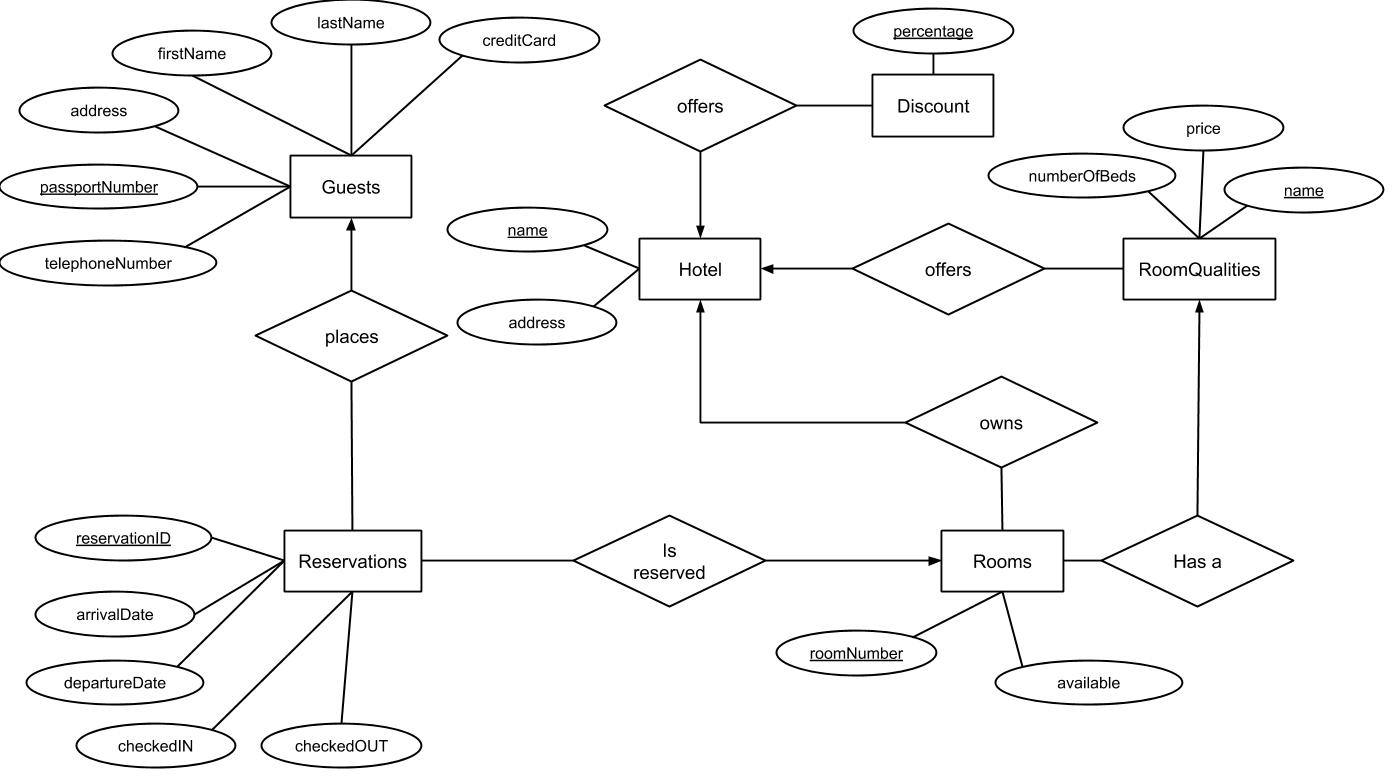 lastName
firstName
creditCard
percentage
address
offers
Discount
price
numberOfBeds
name
passportNumber
Guests
name
telephoneNumber
Hotel
offers
RoomQualities
address
places
owns
reservationID
Reservations
Is
reserved
Rooms
Has a
arrivalDate
roomNumber
departureDate
available
checkedIN
checkedOUT